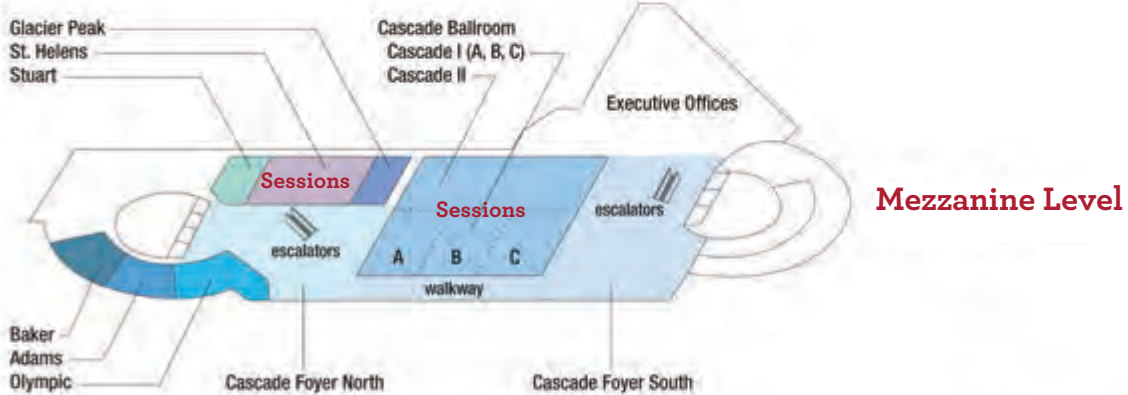 Glacier Peak
St. Helens
Stuart
Cascade Ballroom
Cascade I (A, B, C)
Cascade II
Executive Offices
Sessions
Sessions
escalators
escalators
A B C
walkway
Mezzanine Level
Baker
Adams
Olympic
Cascade Foyer North
Cascade Foyer South